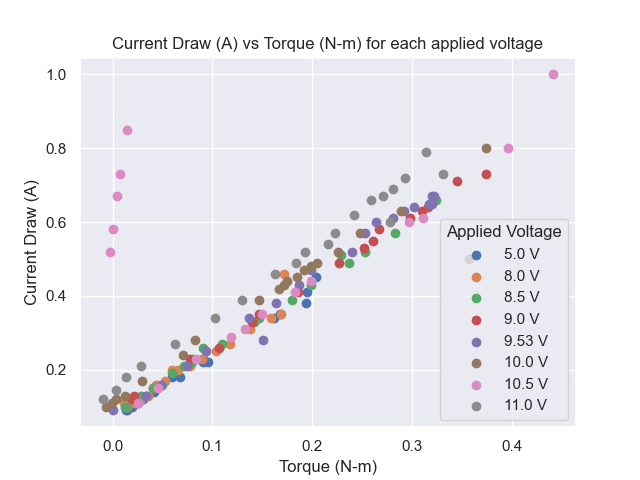 Current Draw (A) vs Torque (N-m) for each applied voltage
1.0
0.8
0.6
0.4
0.2
Current Draw (A)
0.0
0.1
0.2
0.3
0.4
Torque (N-m)
Applied Voltage
5.0 V
8.0 V
8.5 V
9.0 V
9.53 V
10.0 V
10.5 V
11.0 V